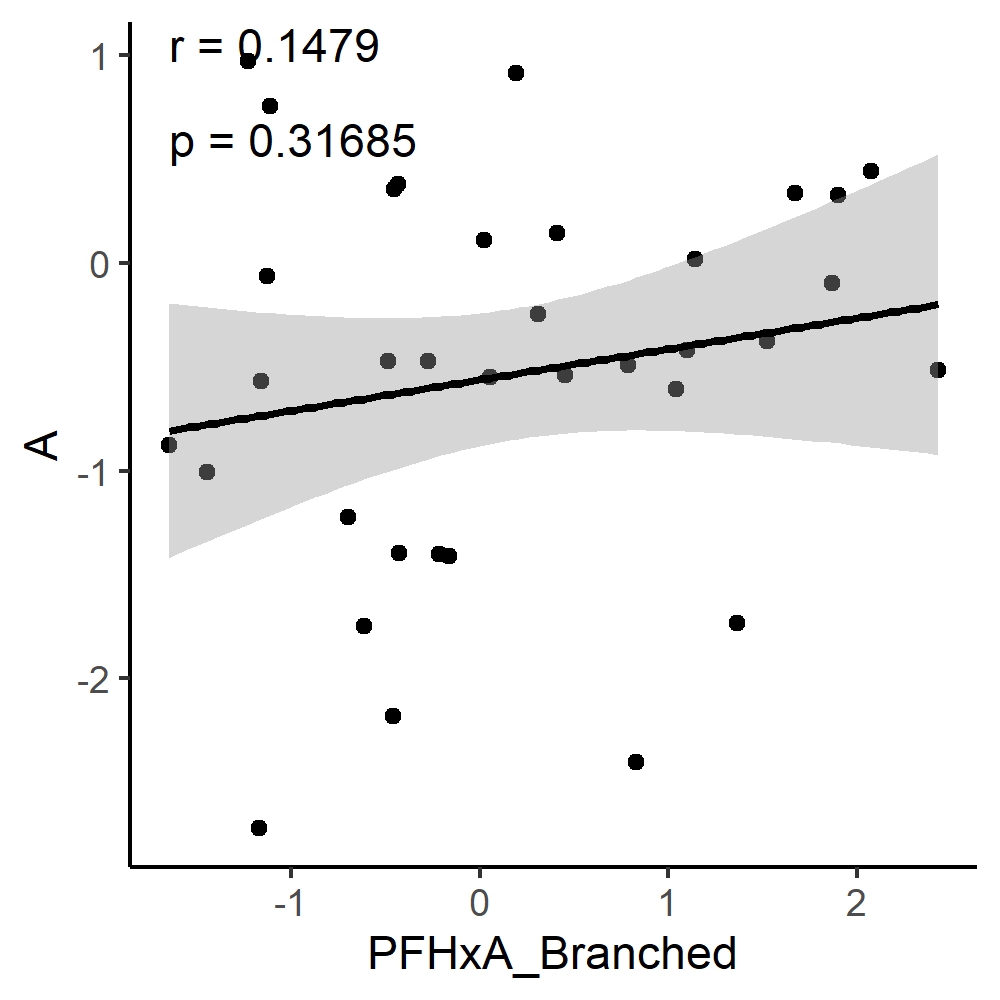 r = 0.1479
p = 0.31685
1
0
-1
-2
A
-1
0
1
2
PFHxA_Branched